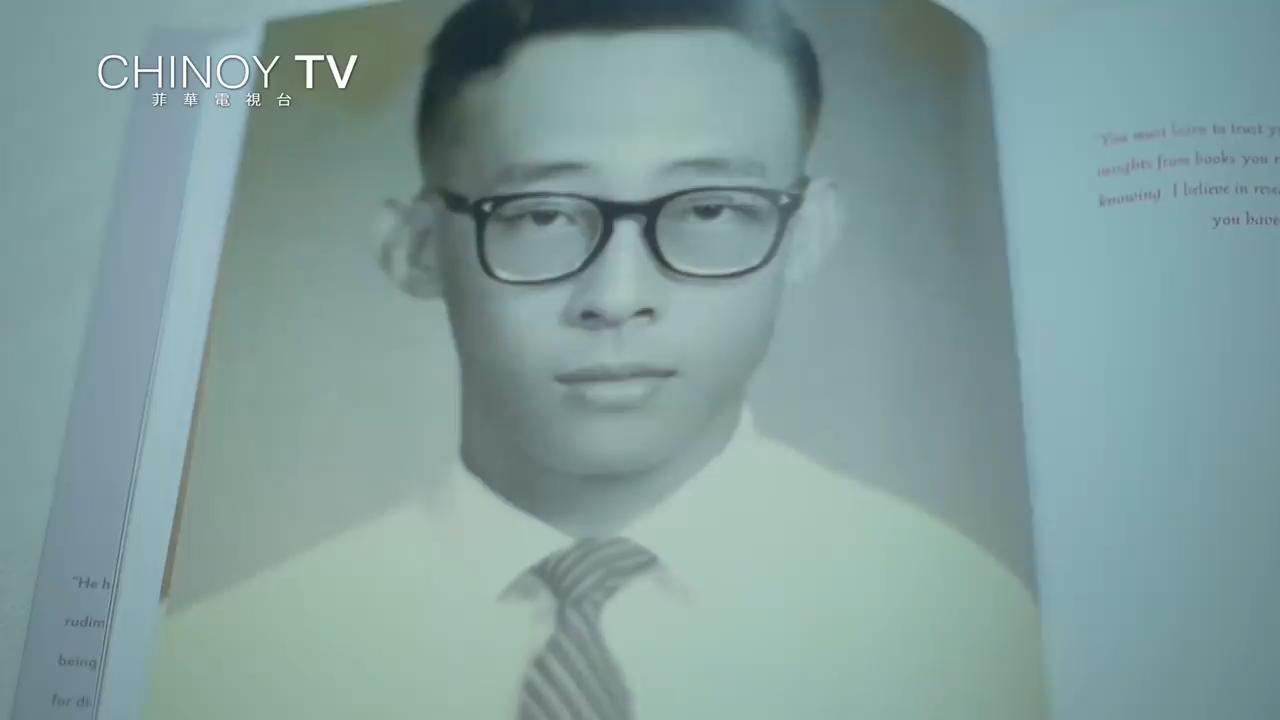 CHINOY TV
菲華電視台
"You must learn to trust
insights from books you
knowing. I believe in
you have
"He h
rudim
being
for di